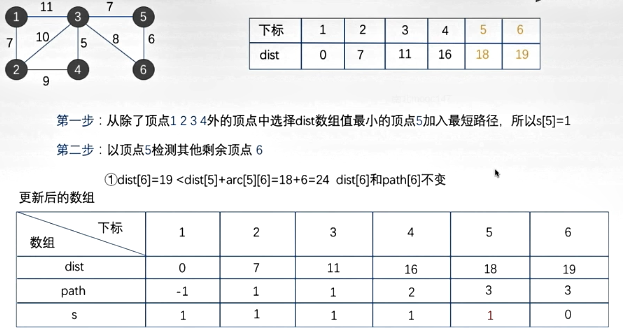 11 7
1 3 5
7 10 5 8 6
2 4 6
9
下标 1 2 3 4 5 6
dist 0 7 11 16 18 19
第一步：从除了顶点1 2 3 4外的顶点中选择dist数组值最小的顶点5加入最短路径，所以s[5]=1
第二步：以顶点5检测其他剩余顶点 6
①dist[6]=19 <dist[5]+arc[5][6]=18+6=24 dist[6]和path[6]不变
更新后的数组
下标 数组 1 2 3 4 5 6
dist 0 7 11 16 18 19
path -1 1 1 2 3 3
s 1 1 1 1 1 0